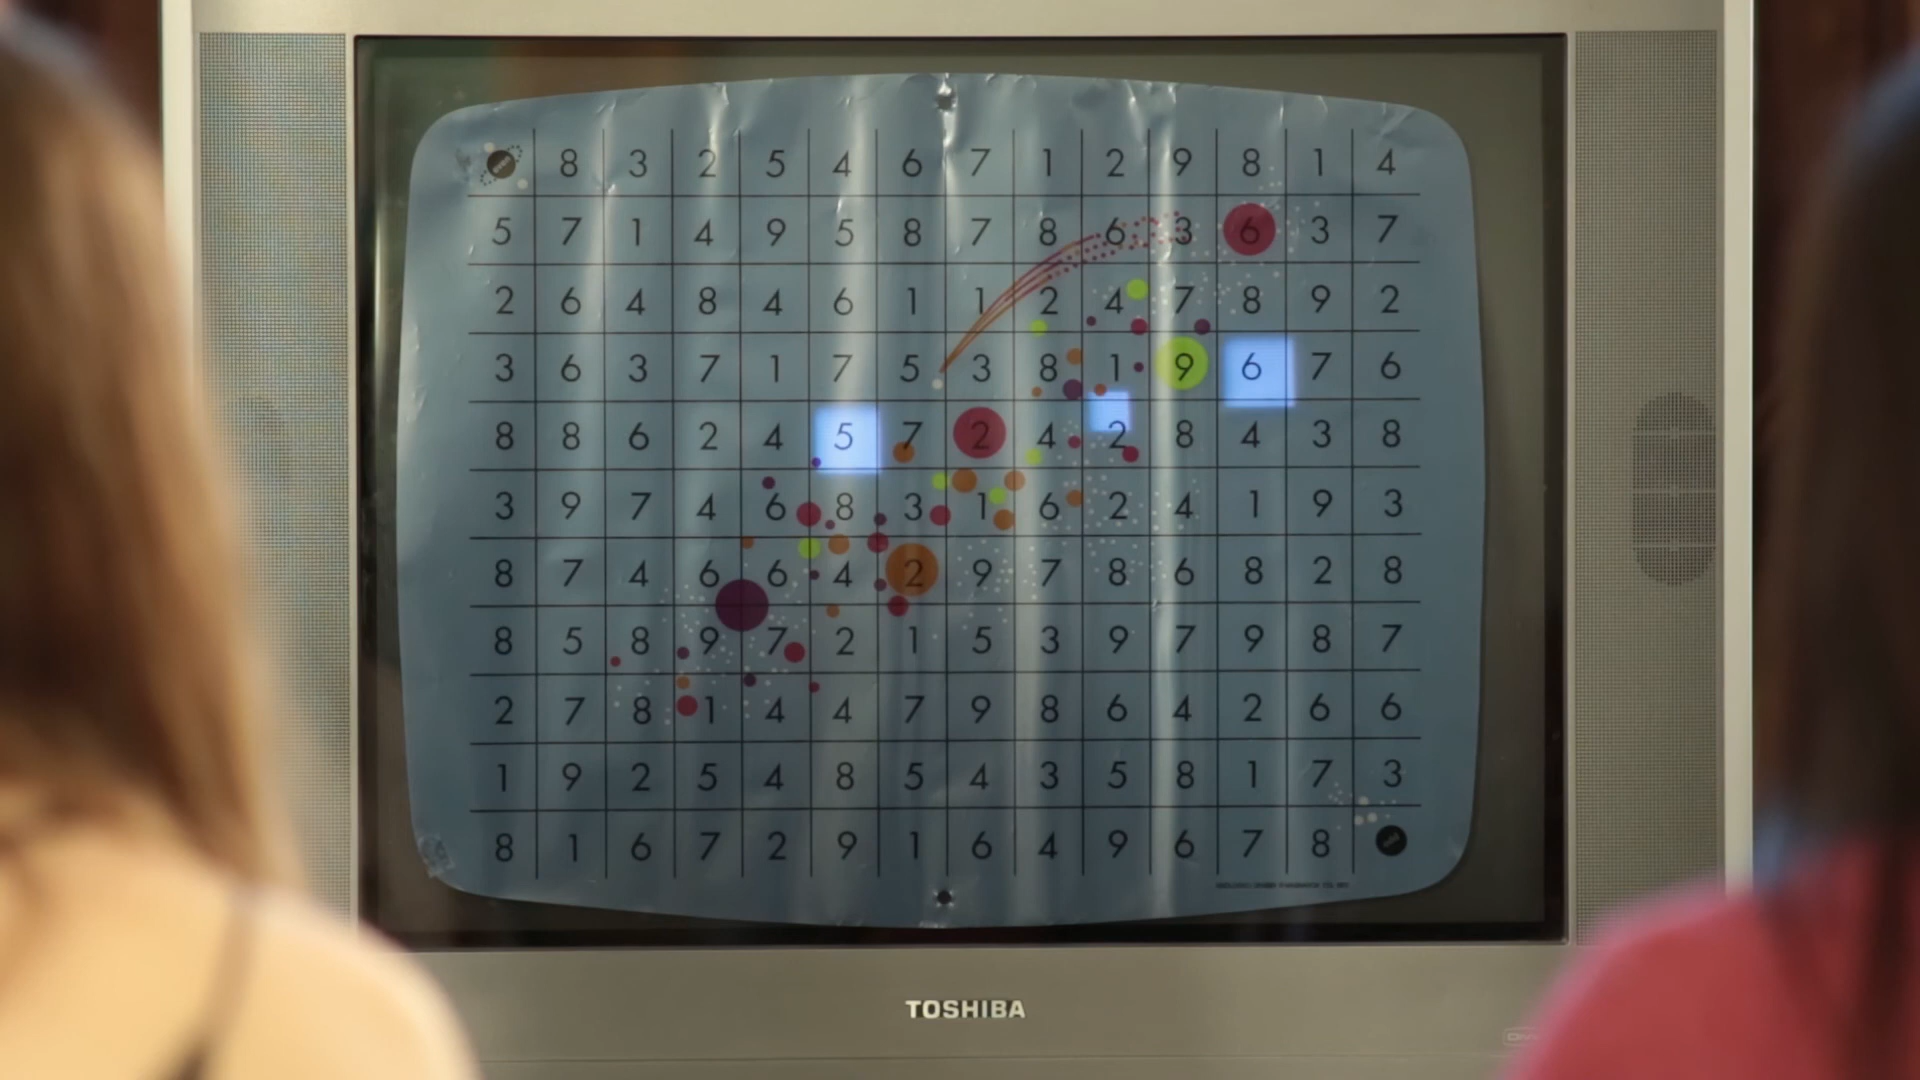 8 3 2 5 4 6 7 1 2 9 8 1 4
5 7 1 4 9 5 8 7 8 6 3 6 3 7
2 6 4 8 4 6 1 1 2 4 7 8 9 2
3 6 3 7 1 7 5 3 8 1 9 6 7 6
8 8 6 2 4 5 7 2 4 2 8 4 3 8
3 9 7 4 6 8 3 1 6 2 4 1 9 3
8 7 4 6 6 4 2 9 7 8 6 8 2 8
8 5 8 9 7 2 1 5 3 9 7 9 8 7
2 7 8 1 4 4 7 9 8 6 4 2 6 6
1 9 2 5 4 8 5 4 3 5 8 1 7 3
8 1 6 7 2 9 1 6 4 9 6 7 8
TOSHIBA